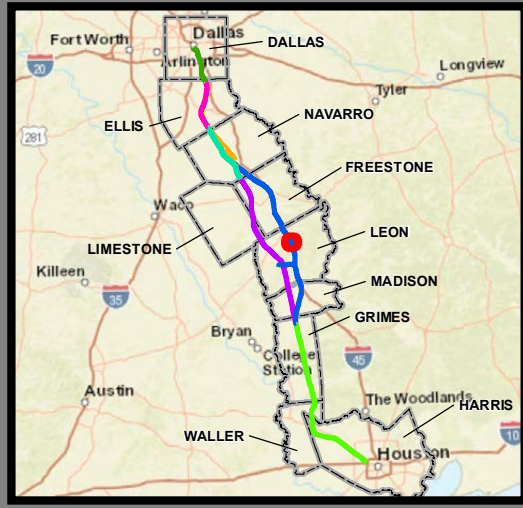 Dallas
DALLAS
Fort Worth
Arlington
Longview
20
Tyler
NAVARRO
ELLIS
281
FREESTONE
Waco
LEON
LIMESTONE
Killeen
MADISON
35
GRIMES
Bryan
College
Station
45
Austin
The Woodlands
HARRIS
WALLER
10
Houston